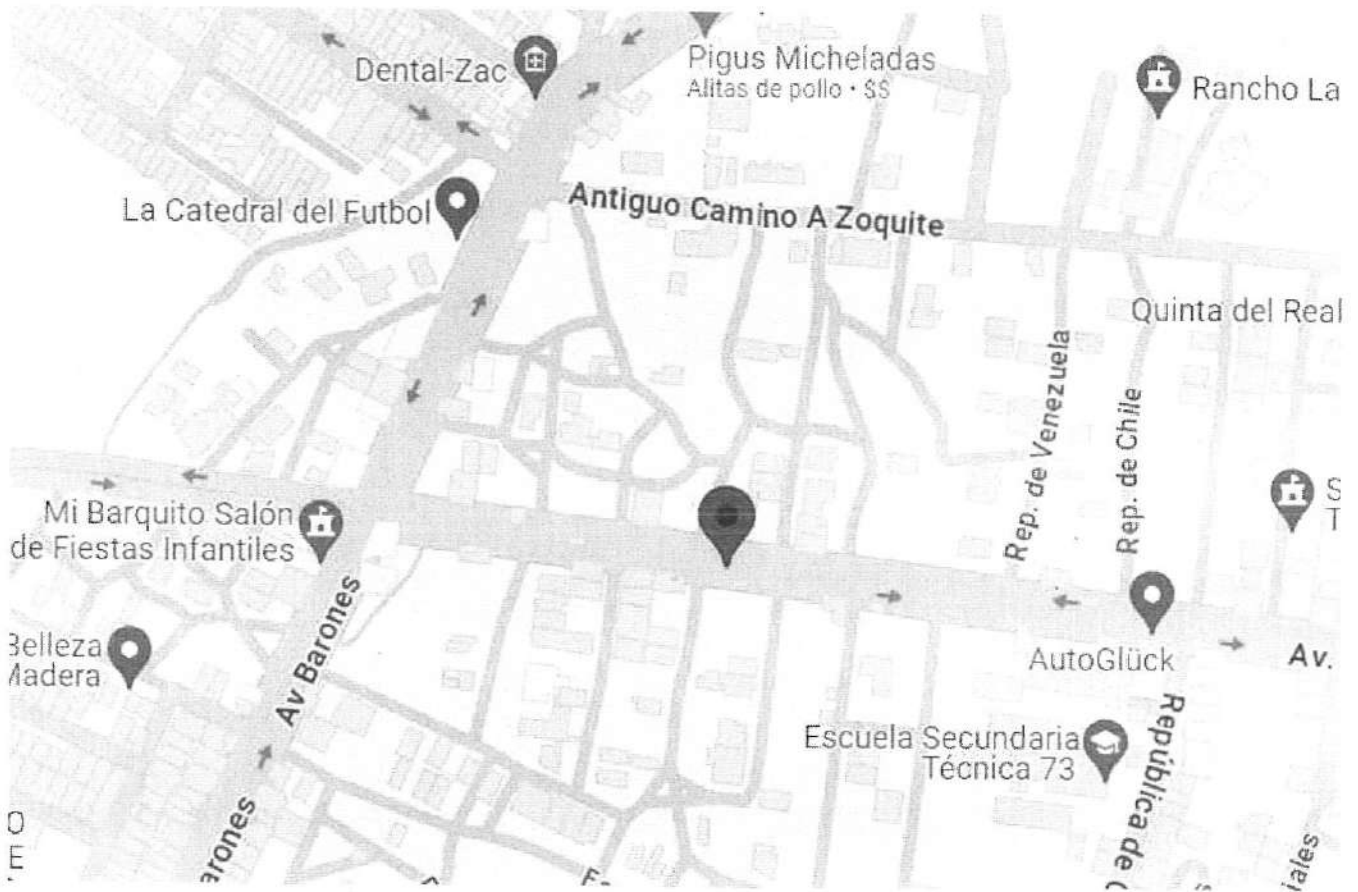 Dental-Zac
Pigus Micheladas
Alitas de pollo • $$
Rancho La
La Catedral del Futbol
Antiguo Camino A Zoquite
Quinta del Real
Rep. de Venezuela
Rep. de Chile
S
T
Mi Barquito Salón
de Fiestas Infantiles
Belleza
Madera
Av Barones
AutoGlück
Av.
Escuela Secundaria
Técnica 73
República de
arones
O
E
iales